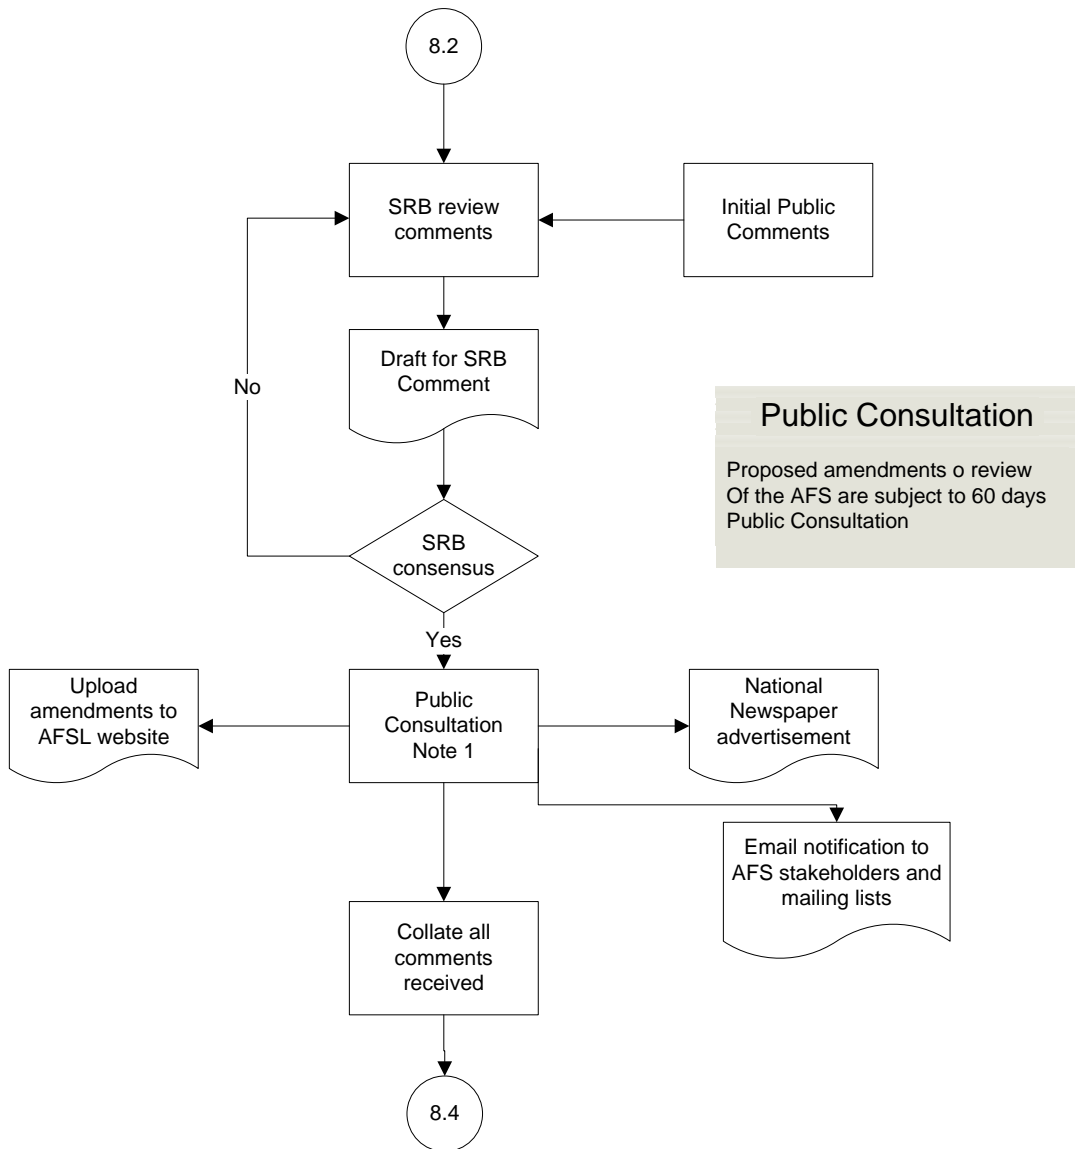 8.2
SRB review
comments
Initial Public
Comments
Draft for SRB
Comment
No
Public Consultation
Proposed amendments o review
Of the AFS are subject to 60 days
Public Consultation
SRB
consensus
Yes
Upload
amendments to
AFSL website
Public
Consultation
Note 1
National
Newspaper
advertisement
Email notification to
AFS stakeholders and
mailing lists
Collate all
comments
received
8.4